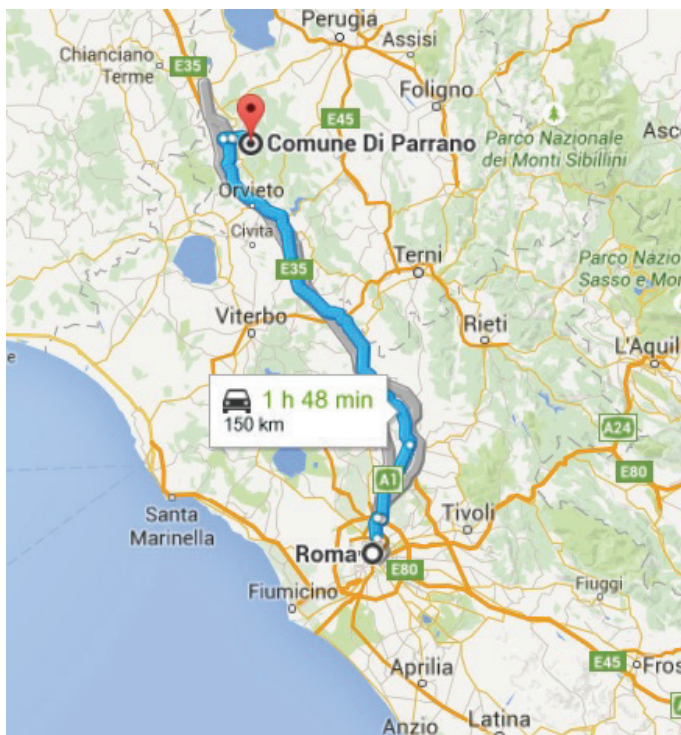 Perugia
Chianciano
Terme
E35
Assisi
Foligno
E45
Comune Di Parrano
Parco Nazionale
dei Monti Sibillini
Orvieto
Civita
E35
Terni
Parco Nazio
Sasso e Mo
Viterbo
Rieti
L'Aquil
e
1 h 48 min
150 km
A24
E80
A1
Santa
Marinella
Tivoli
Roma
E80
Fiumicino
Fiuggi
E45
Fros
Aprilia
Anzio
Latina